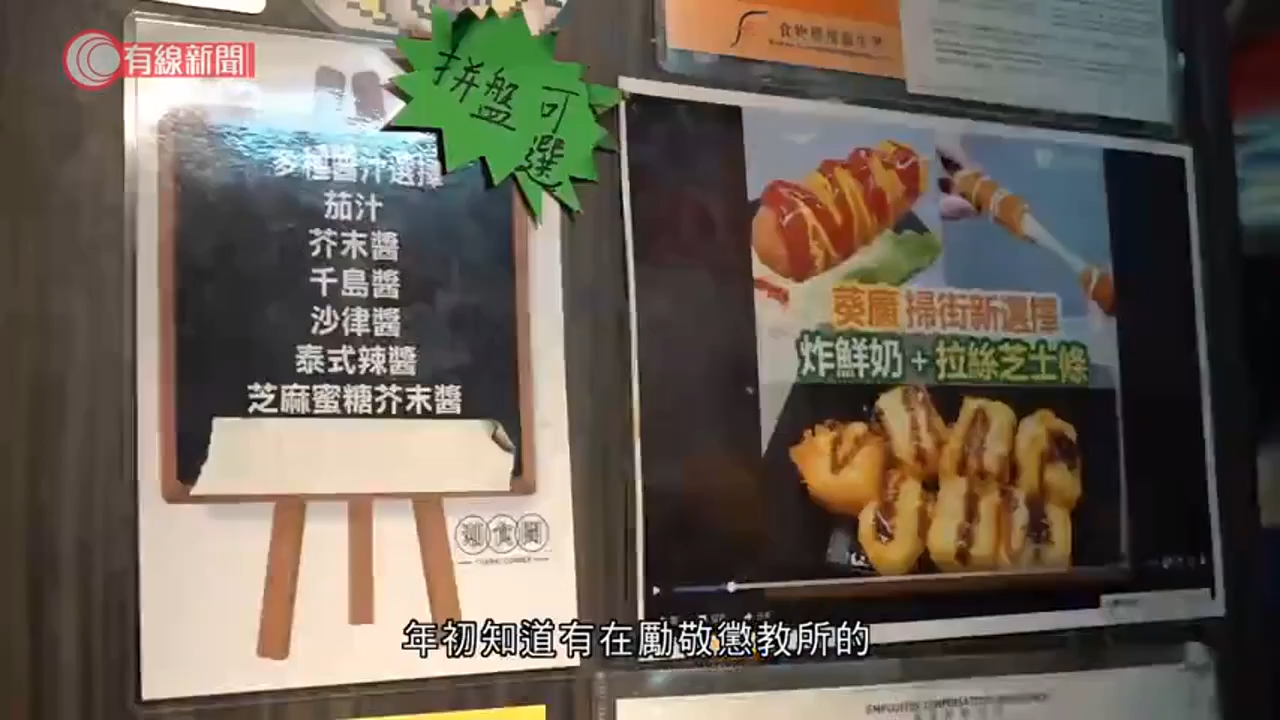 有線新聞
拼盤可選
多種醬汁選擇
茄汁
芥末醬
千島醬
沙律醬
泰式辣醬
芝麻蜜糖芥末醬
葵廣掃街新選擇
炸鮮奶+拉絲芝士條
年初知道有在勵敬懲教所的